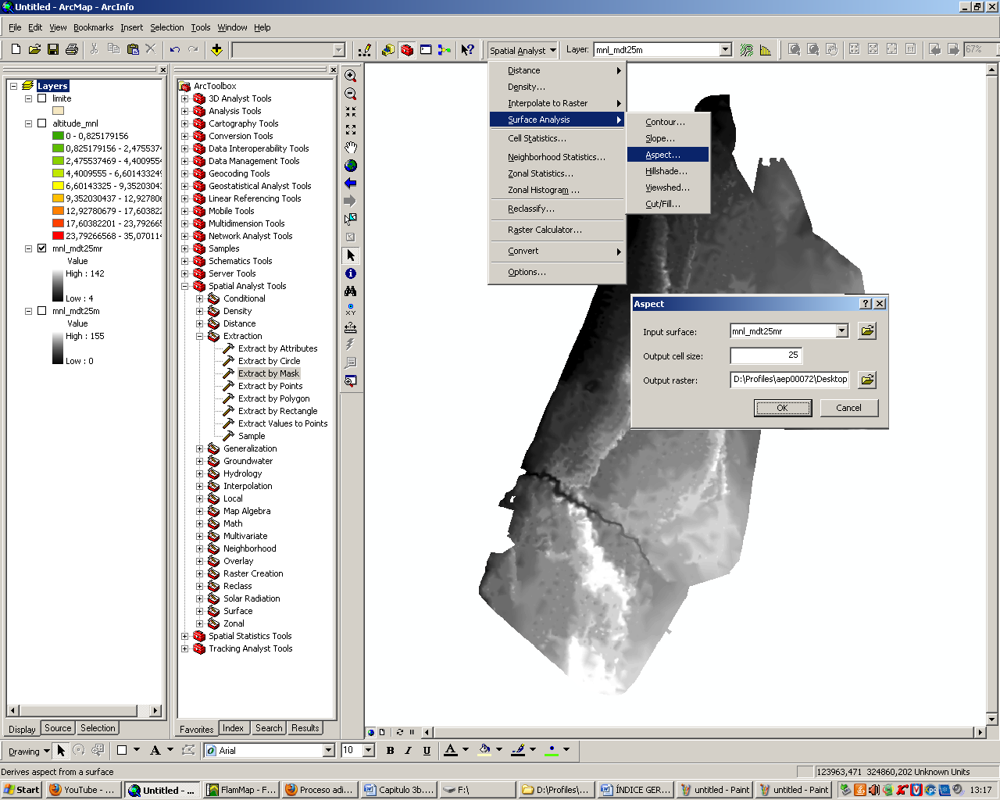 Untitled - ArcMap - ArcInfo
File Edit View Bookmarks Insert Selection Tools Window Help
Spatial Analyst Layer: mnl_mdt25m 67%
Layers
limite
altitude_mnl
0 - 0,825179156
0,825179156 - 2,4755374
2,475537469 - 4,4009554
4,4009555 - 6,601433249
6,60143325 - 9,35203043
9,352030437 - 12,927806
12,92780679 - 17,603822
17,60382201 - 23,792665
23,79266568 - 35,070114
mnl_mdt25mr
Value
High : 142
Low : 4
mnl_mdt25m
Value
High : 155
Low : 0
Display Source Selection
ArcToolbox
3D Analyst Tools
Analysis Tools
Cartography Tools
Conversion Tools
Data Interoperability Tools
Data Management Tools
Geocoding Tools
Geostatistical Analyst Tools
Linear Referencing Tools
Mobile Tools
Multidimension Tools
Network Analyst Tools
Samples
Schematics Tools
Server Tools
Spatial Analyst Tools
Conditional
Density
Distance
Extraction
Extract by Attributes
Extract by Circle
Extract by Mask
Extract by Points
Extract by Polygon
Extract by Rectangle
Extract Values to Points
Sample
Generalization
Groundwater
Hydrology
Interpolation
Local
Map Algebra
Math
Multivariate
Neighborhood
Overlay
Raster Creation
Reclass
Solar Radiation
Surface
Zonal
Spatial Statistics Tools
Tracking Analyst Tools
Favorites Index Search Results
XY
Distance
Density...
Interpolate to Raster
Surface Analysis
Cell Statistics...
Neighborhood Statistics...
Zonal Statistics...
Zonal Histogram ...
Reclassify...
Raster Calculator...
Convert
Options...
Contour...
Slope...
Aspect...
Hillshade...
Viewshed...
Cut/Fill...
Aspect
Input surface: mnl_mdt25mr
Output cell size: 25
Output raster: D:\Profiles\aep00072\Desktop
OK Cancel
Drawing A Arial 10 B I U A
Derives aspect from a surface 123963,471 324860,202 Unknown Units
Start YouTube - ... Untitled - ... FlamMap - F... Proceso adi... Capitulo 3b.... F:\ D:\Profiles\... ÍNDICE GER... untitled - Paint untitled - Paint 13:17